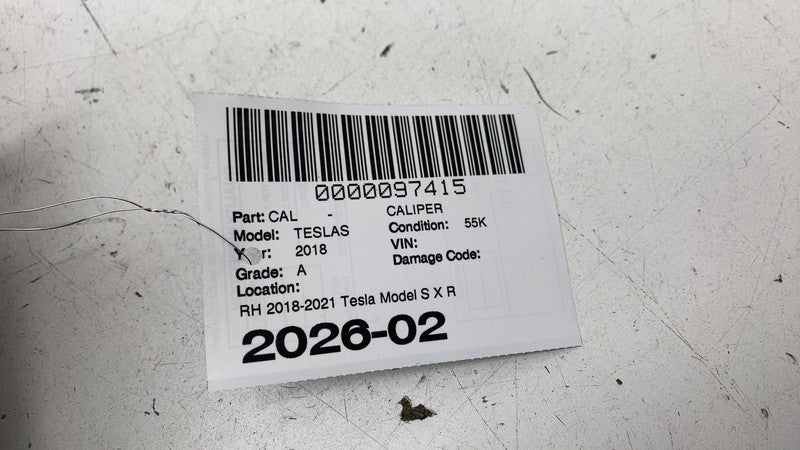 0000097415
Part: CAL - CALIPER
Model: TESLAS Condition: 55K
Year: 2018 VIN:
Grade: A Damage Code:
Location:
RH 2018-2021 Tesla Model S X R
2026-02